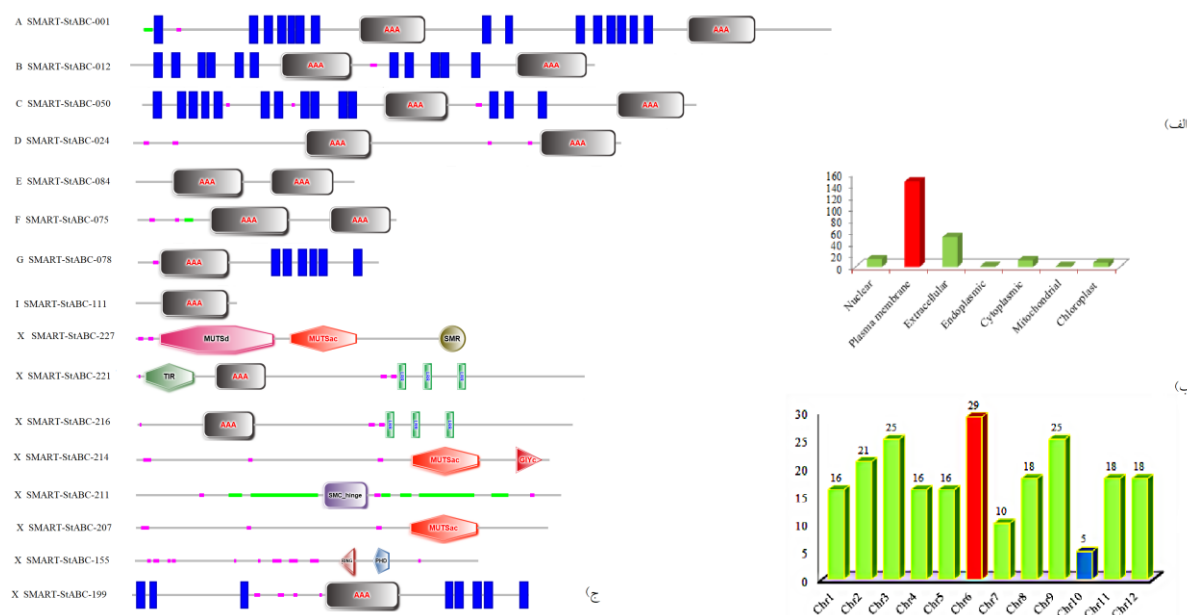 A SMART-StABC-001
AAA AAA
B SMART-StABC-012
AAA AAA
C SMART-StABC-050
AAA AAA
D SMART-StABC-024
AAA AAA
E SMART-StABC-084
AAA AAA
F SMART-StABC-075
AAA AAA
G SMART-StABC-078
AAA
I SMART-StABC-111
AAA
X SMART-StABC-227
MUTSd MUTSac SMR
X SMART-StABC-221
TIR AAA
X SMART-StABC-216
AAA
X SMART-StABC-214
MUTSac GIYc
X SMART-StABC-211
SMC_hinge
X SMART-StABC-207
MUTSac
X SMART-StABC-155
PHD
X SMART-StABC-199
AAA
ج)
الف)
160
140
120
100
80
60
40
20
0
Nuclear
Plasma membrane
Extracellular
Endoplasmic
Cytoplasmic
Mitochondrial
Chloroplast
ب)
30
25
20
15
10
5
0
16 21 25 16 16 29 10 18 25 5 18 18
Chr1 Chr2 Chr3 Chr4 Chr5 Chr6 Chr7 Chr8 Chr9 Chr10 Chr11 Chr12